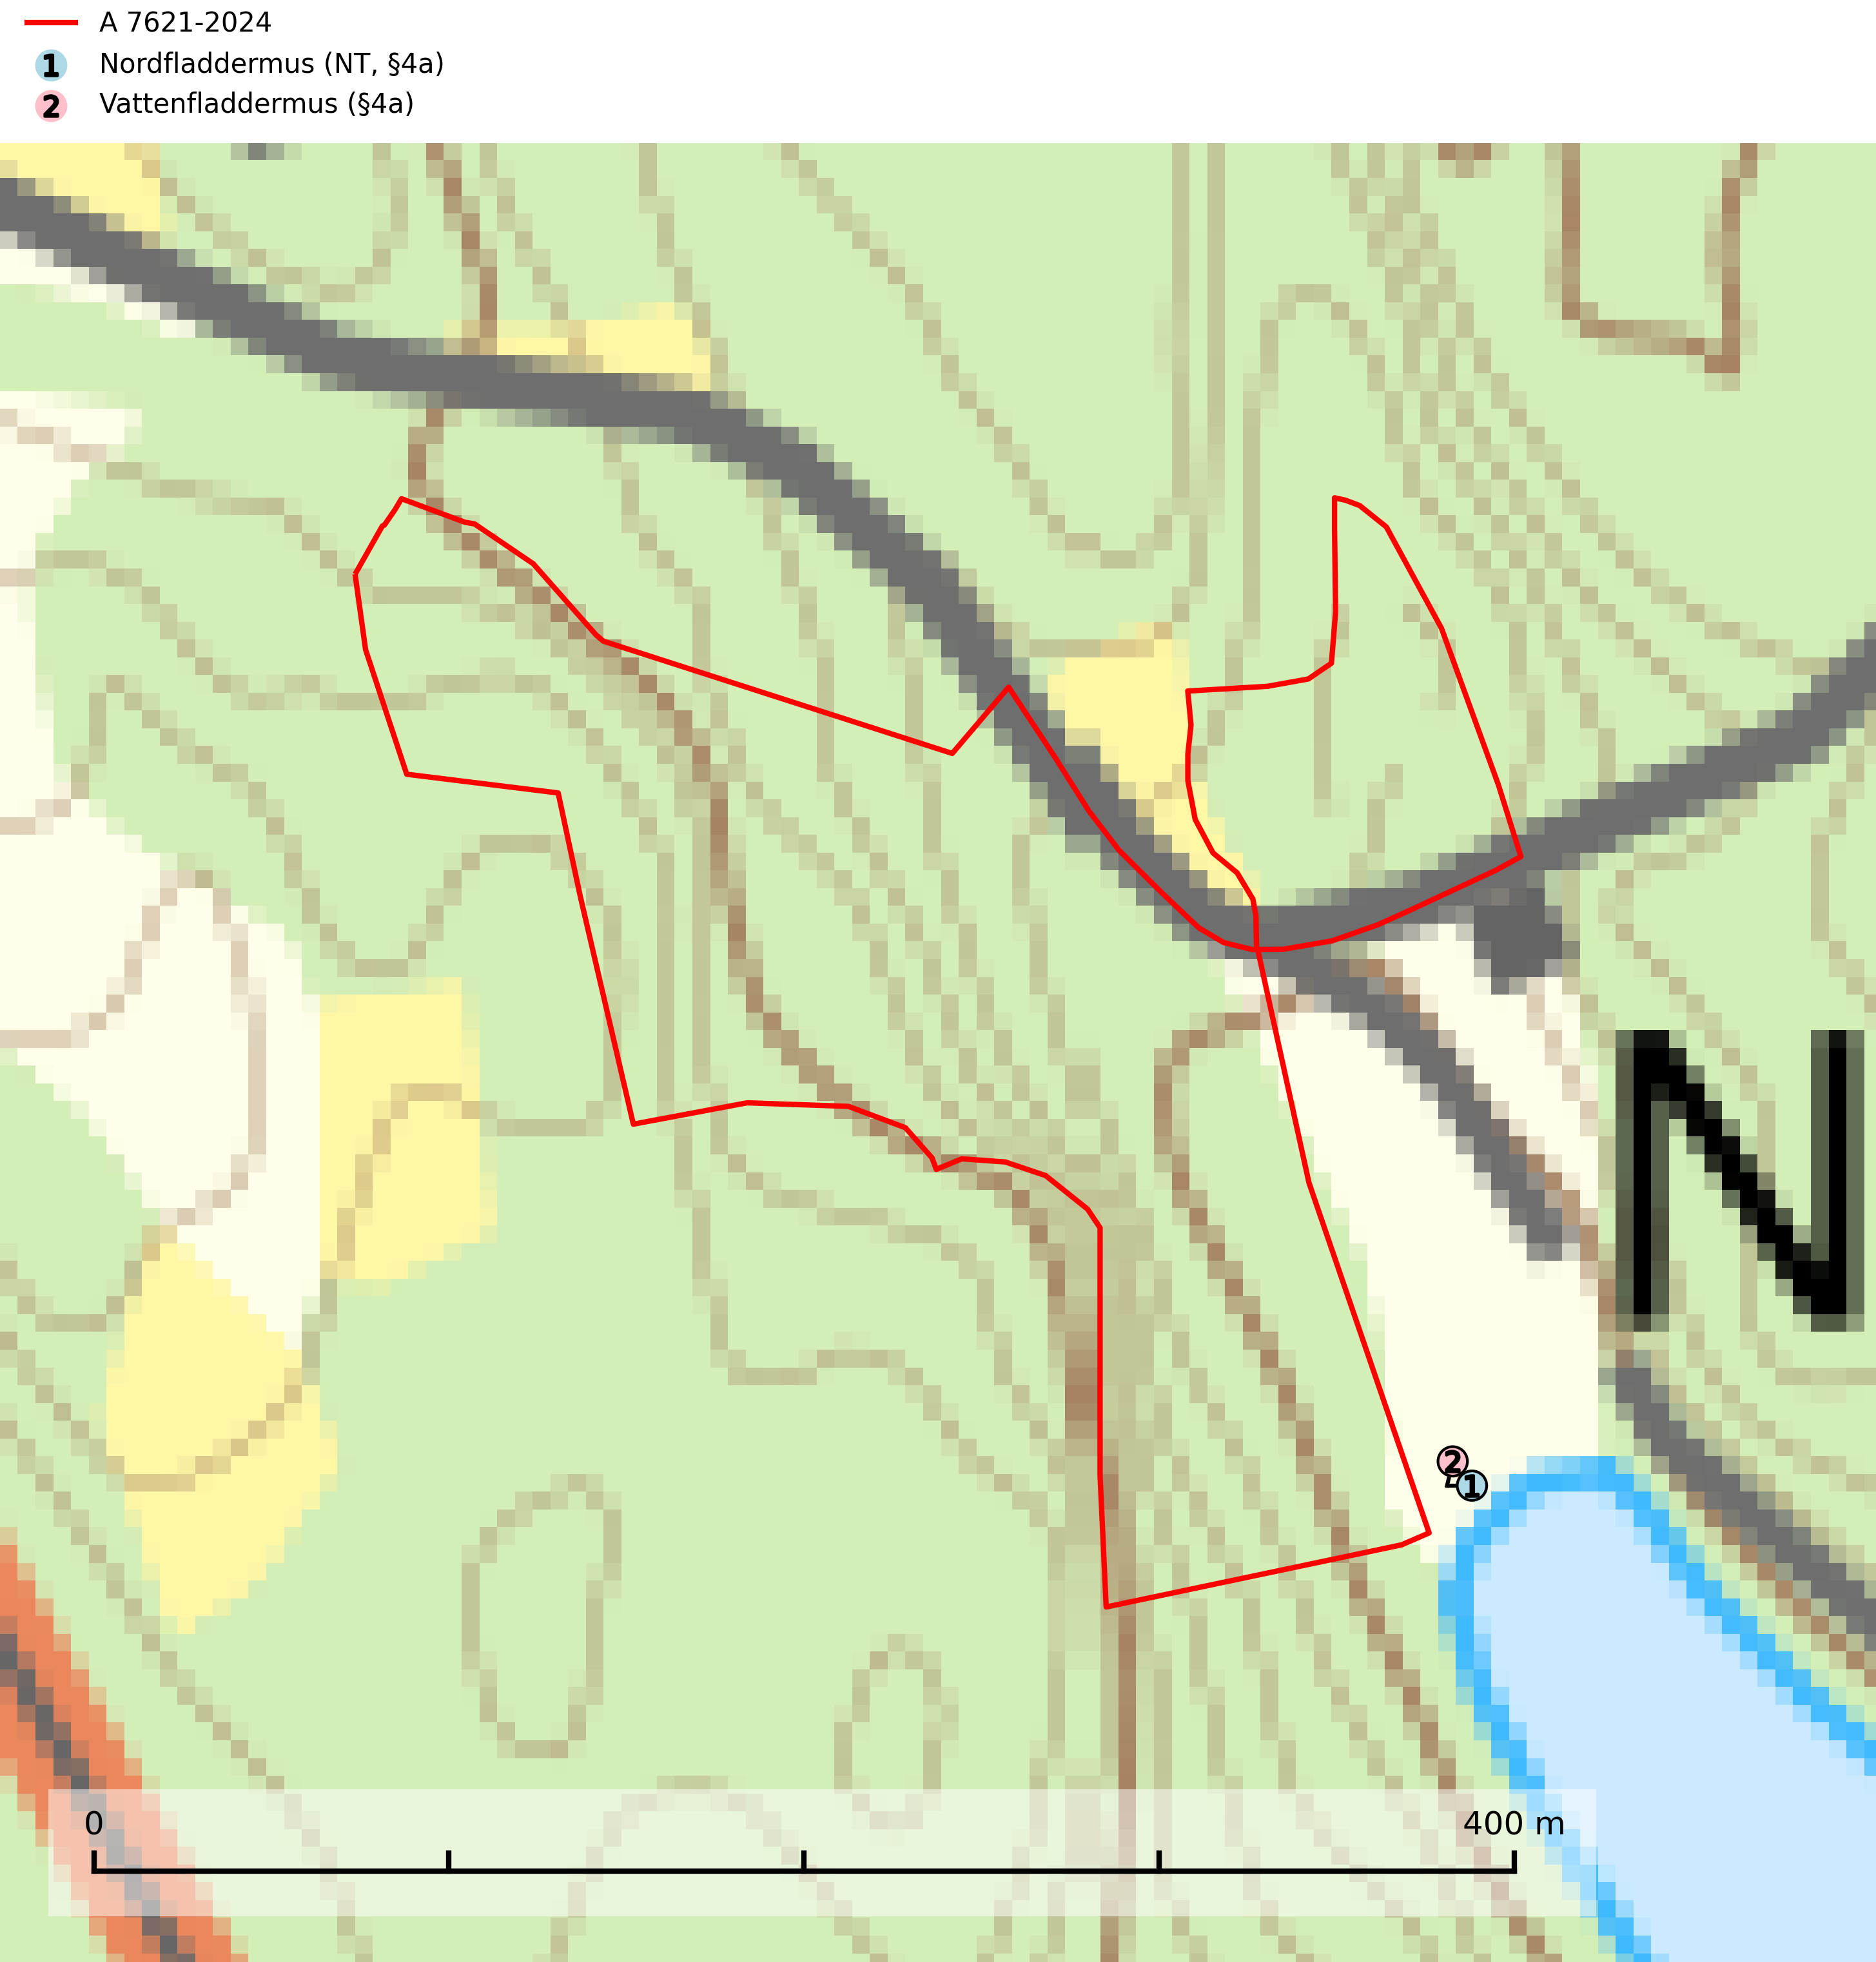 A 7621-2024
1 Nordfladdermus (NT, §4a)
2 Vattenfladdermus (§4a)
N
2
1
0 400 m